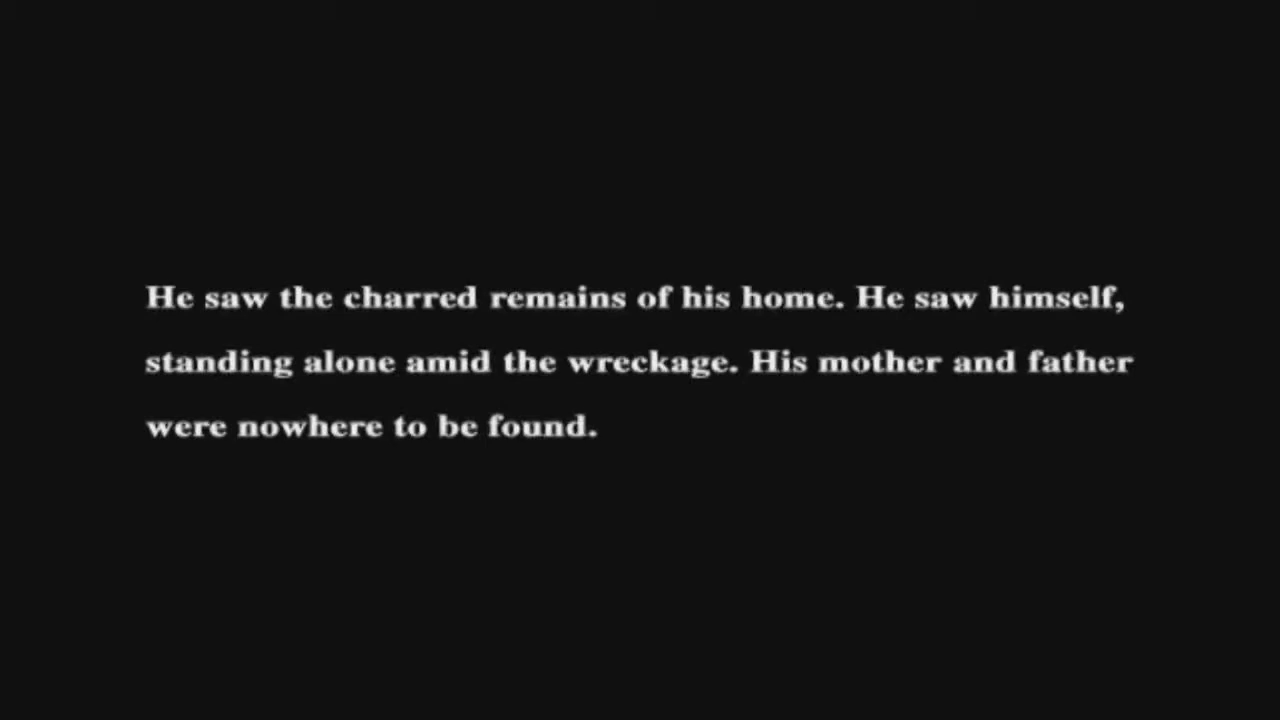 He saw the charred remains of his home. He saw himself,
standing alone amid the wreckage. His mother and father
were nowhere to be found.